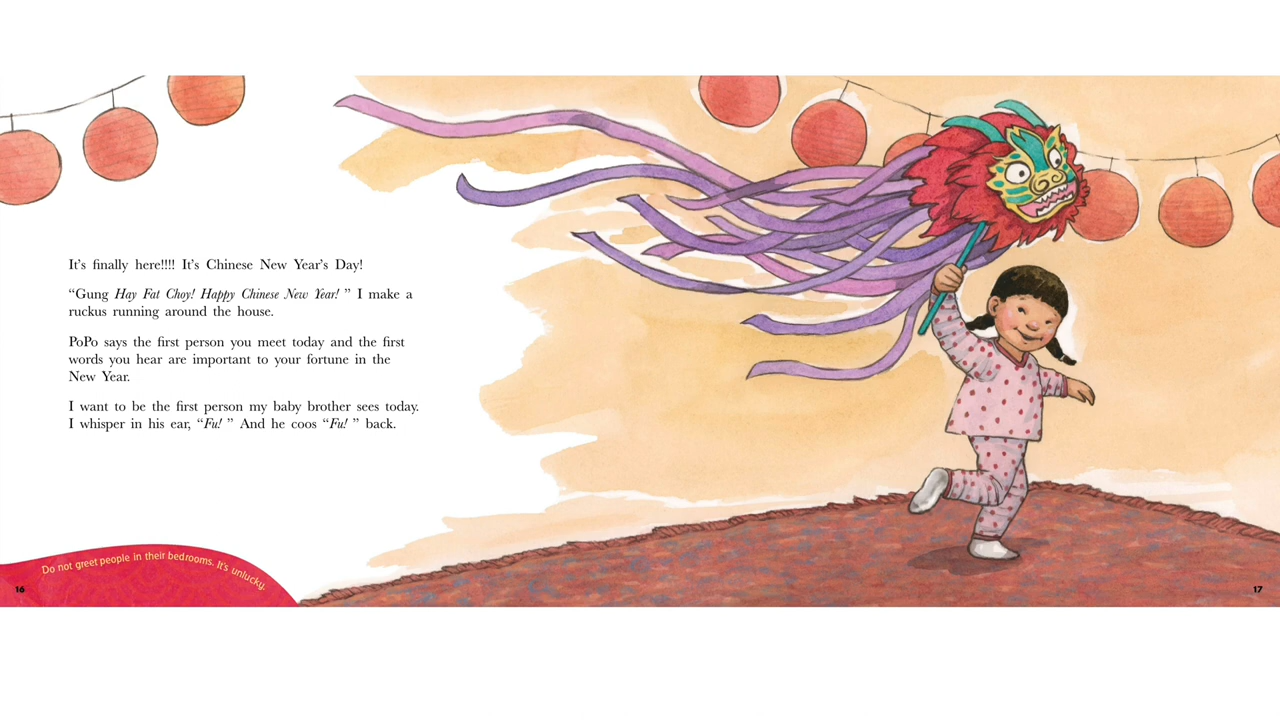 It's finally here!!!! It's Chinese New Year's Day!
“Gung Hay Fat Choy! Happy Chinese New Year! ” I make a
ruckus running around the house.
PoPo says the first person you meet today and the first
words you hear are important to your fortune in the
New Year.
I want to be the first person my baby brother sees today.
I whisper in his ear, “Fu! ” And he coos “Fu! ” back.
Do not greet people in their bedrooms. It's unlucky.
16
17